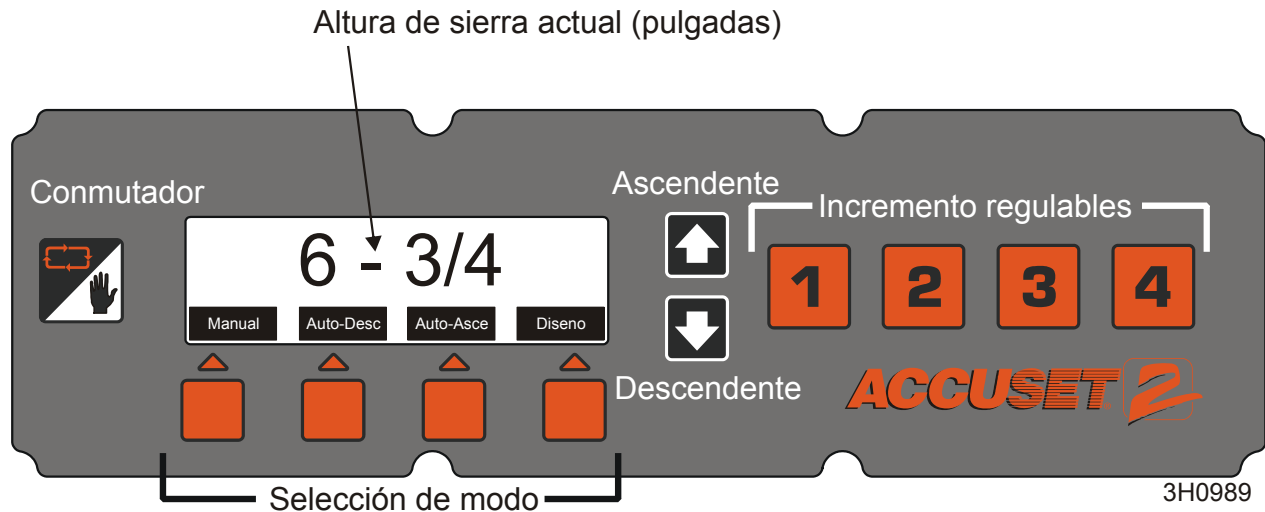 Altura de sierra actual (pulgadas)
Conmutador
6 - 3/4
Manual Auto-Desc Auto-Asce Diseno
Ascendente
Descendente
Incremento regulables
1 2 3 4
ACCUSET 2
Selección de modo
3H0989